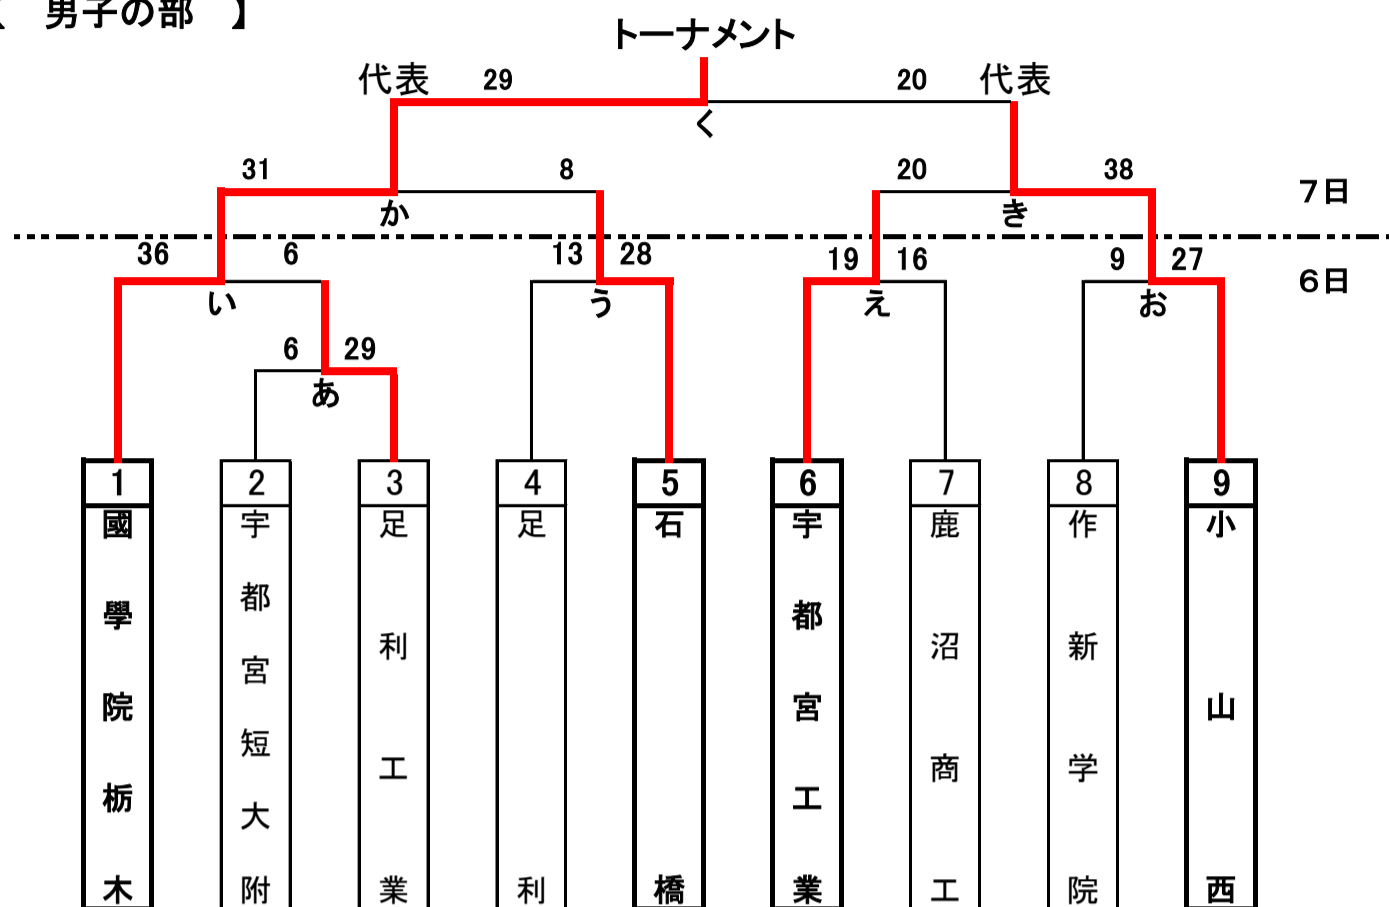 【 男子の部 】
トーナメント
代表 29 20 代表
く
31 8 20 38 7日
か き
36 6 13 28 19 16 9 27 6日
い う え お
6 29
あ
1 2 3 4 5 6 7 8 9
國學院栃木
宇都宮短大附
足利工業
足利
石橋
宇都宮工業
鹿沼商工
作新学院
小山西